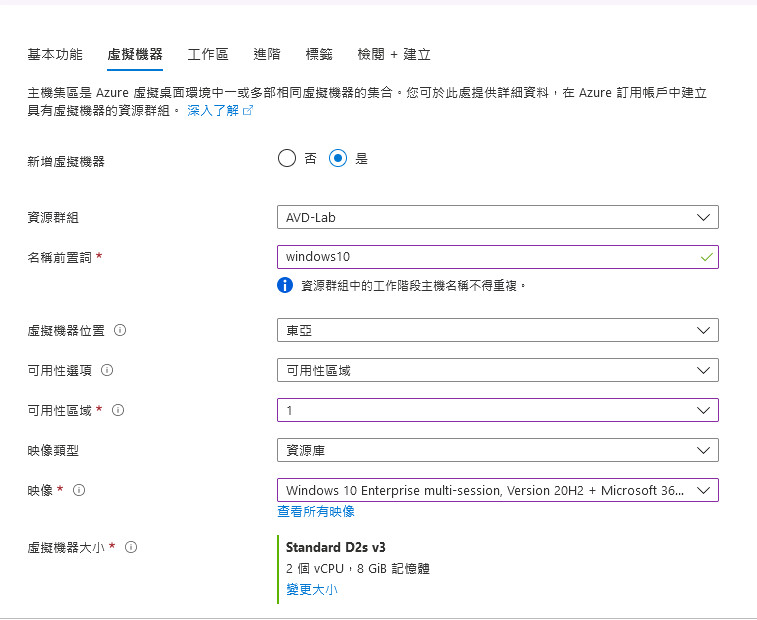 基本功能 虛擬機器 工作區 進階 標籤 檢閱 + 建立
主機集區是 Azure 虛擬桌面環境中一或多部相同虛擬機器的集合。您可於此處提供詳細資料，在 Azure 訂用帳戶中建立
具有虛擬機器的資源群組。 深入了解
新增虛擬機器 否 是
資源群組 AVD-Lab
名稱前置詞 * windows10
資源群組中的工作階段主機名稱不得重複。
虛擬機器位置 東亞
可用性選項 可用性區域
可用性區域 * 1
映像類型 資源庫
映像 * Windows 10 Enterprise multi-session, Version 20H2 + Microsoft 36...
查看所有映像
虛擬機器大小 * Standard D2s v3
2 個 vCPU，8 GiB 記憶體
變更大小